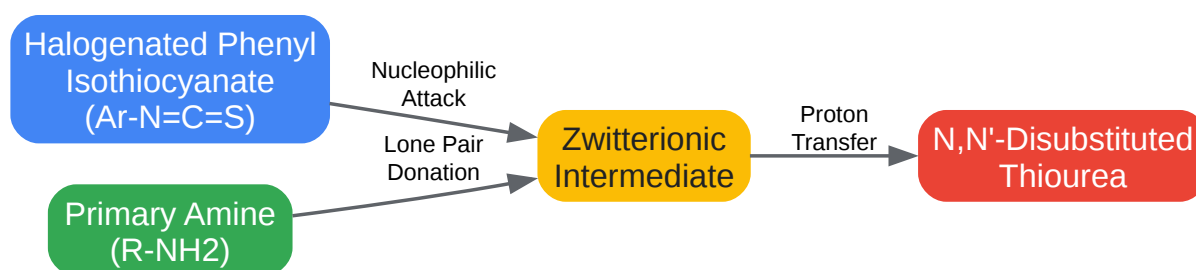 Halogenated Phenyl
Isothiocyanate
(Ar-N=C=S)
Nucleophilic
Attack
Lone Pair
Donation
Primary Amine
(R-NH2)
Zwitterionic
Intermediate
Proton
Transfer
N,N'-Disubstituted
Thiourea